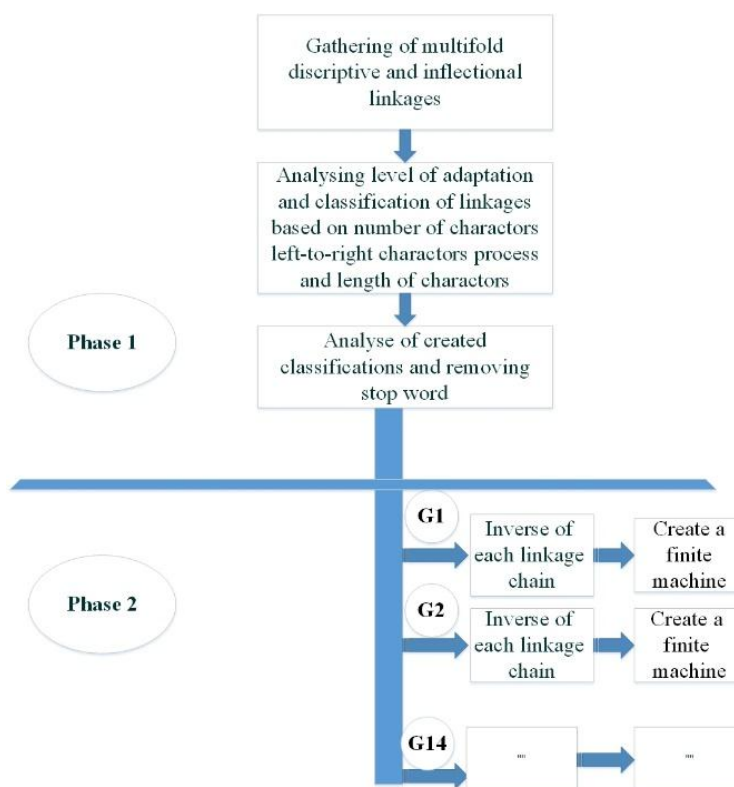 Gathering of multifold
discriptive and inflectional
linkages
Analysing level of adaptation
and classification of linkages
based on number of charactors
left-to-right charactors process
and length of charactors
Phase 1
Analyse of created
classifications and removing
stop word
G1
Inverse of
each linkage
chain
Create a
finite
machine
Phase 2
G2
Inverse of
each linkage
chain
Create a
finite
machine
G14
""
""